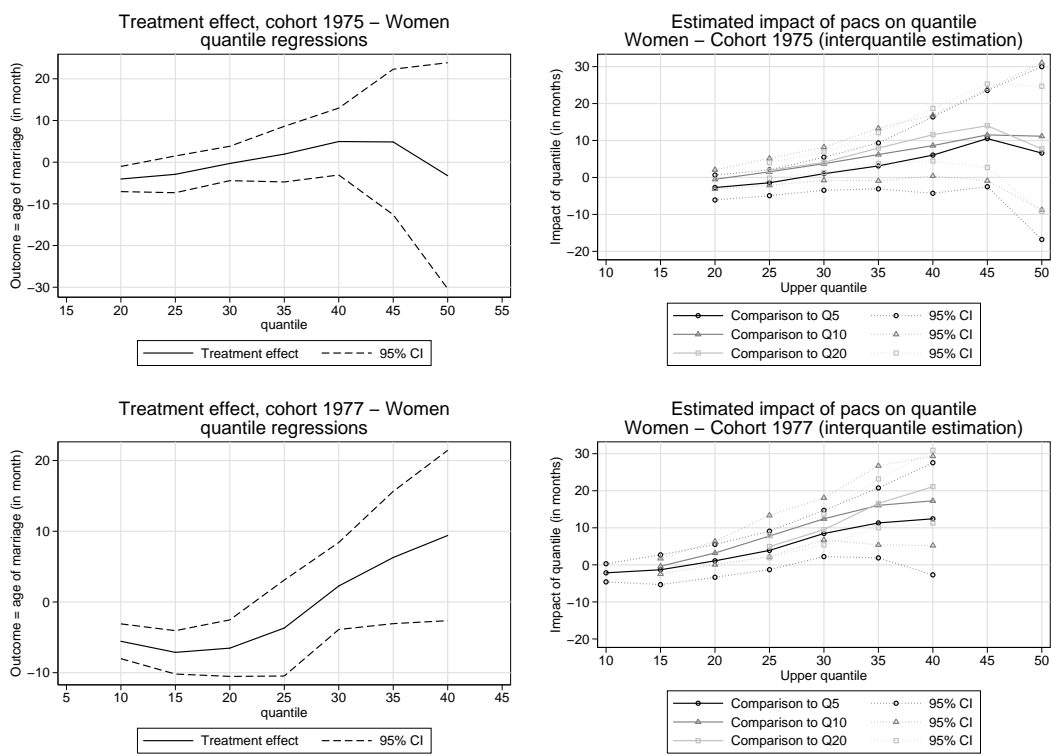 Treatment effect, cohort 1975 – Women
quantile regressions
Outcome = age of marriage (in month)
20
10
0
−10
−20
−30
15 20 25 30 35 40 45 50 55
quantile
Treatment effect 95% CI
Estimated impact of pacs on quantile
Women – Cohort 1975 (interquantile estimation)
Impact of quantile (in months)
30
20
10
0
−10
−20
10 15 20 25 30 35 40 45 50
Upper quantile
Comparison to Q5 95% CI
Comparison to Q10 95% CI
Comparison to Q20 95% CI
Treatment effect, cohort 1977 – Women
quantile regressions
Outcome = age of marriage (in month)
20
10
0
−10
5 10 15 20 25 30 35 40 45
quantile
Treatment effect 95% CI
Estimated impact of pacs on quantile
Women – Cohort 1977 (interquantile estimation)
Impact of quantile (in months)
30
20
10
0
−10
−20
10 15 20 25 30 35 40 45 50
Upper quantile
Comparison to Q5 95% CI
Comparison to Q10 95% CI
Comparison to Q20 95% CI